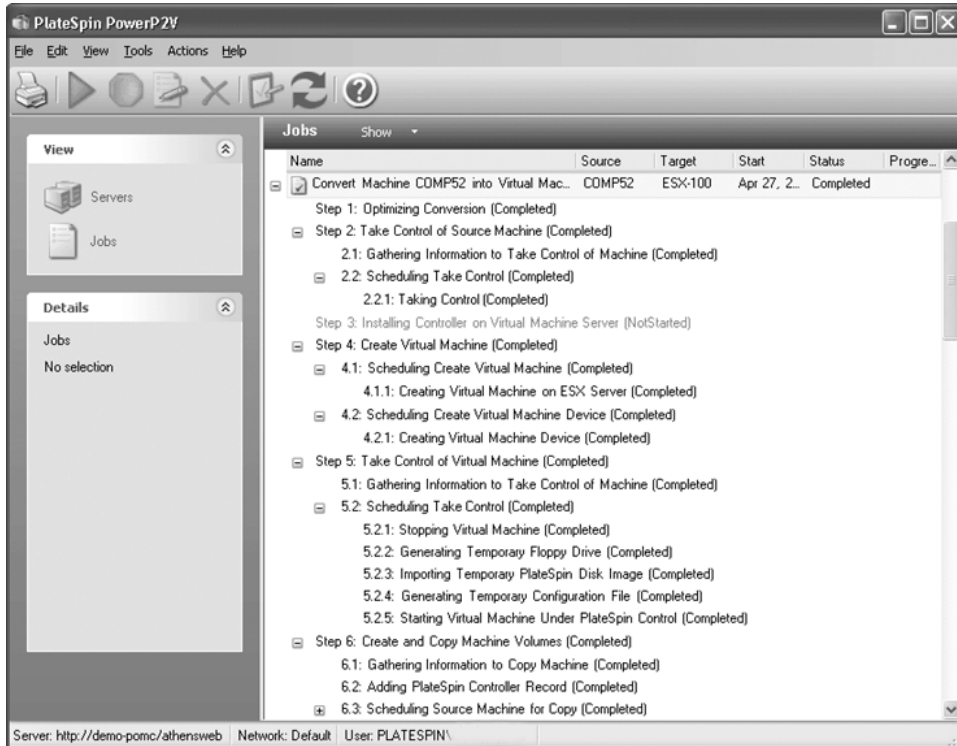 PlateSpin PowerP2V
File Edit View Tools Actions Help
Jobs Show
View
Servers
Jobs
Details
Jobs
No selection
Name Source Target Start Status Progre...
Convert Machine COMP52 into Virtual Mac... COMP52 ESX-100 Apr 27, 2... Completed
Step 1: Optimizing Conversion (Completed)
Step 2: Take Control of Source Machine (Completed)
2.1: Gathering Information to Take Control of Machine (Completed)
2.2: Scheduling Take Control (Completed)
2.2.1: Taking Control (Completed)
Step 3: Installing Controller on Virtual Machine Server (NotStarted)
Step 4: Create Virtual Machine (Completed)
4.1: Scheduling Create Virtual Machine (Completed)
4.1.1: Creating Virtual Machine on ESX Server (Completed)
4.2: Scheduling Create Virtual Machine Device (Completed)
4.2.1: Creating Virtual Machine Device (Completed)
Step 5: Take Control of Virtual Machine (Completed)
5.1: Gathering Information to Take Control of Machine (Completed)
5.2: Scheduling Take Control (Completed)
5.2.1: Stopping Virtual Machine (Completed)
5.2.2: Generating Temporary Floppy Drive (Completed)
5.2.3: Importing Temporary PlateSpin Disk Image (Completed)
5.2.4: Generating Temporary Configuration File (Completed)
5.2.5: Starting Virtual Machine Under PlateSpin Control (Completed)
Step 6: Create and Copy Machine Volumes (Completed)
6.1: Gathering Information to Copy Machine (Completed)
6.2: Adding PlateSpin Controller Record (Completed)
6.3: Scheduling Source Machine for Copy (Completed)
Server: http://demo-pomc/athensweb Network: Default User: PLATESPIN\